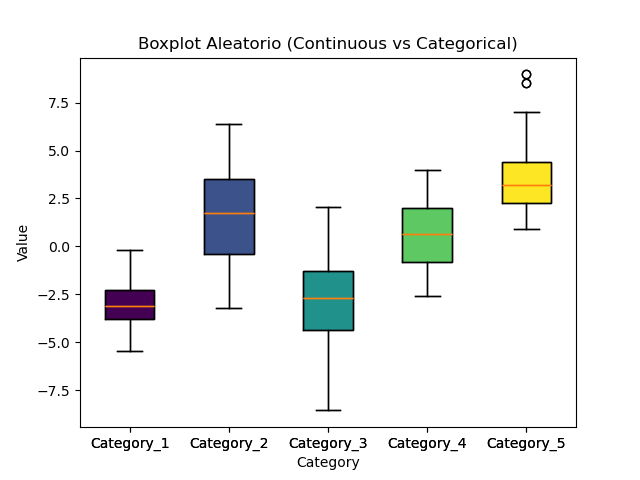 Boxplot Aleatorio (Continuous vs Categorical)
Value
7.5
5.0
2.5
0.0
−2.5
−5.0
−7.5
Category_1 Category_2 Category_3 Category_4 Category_5
Category